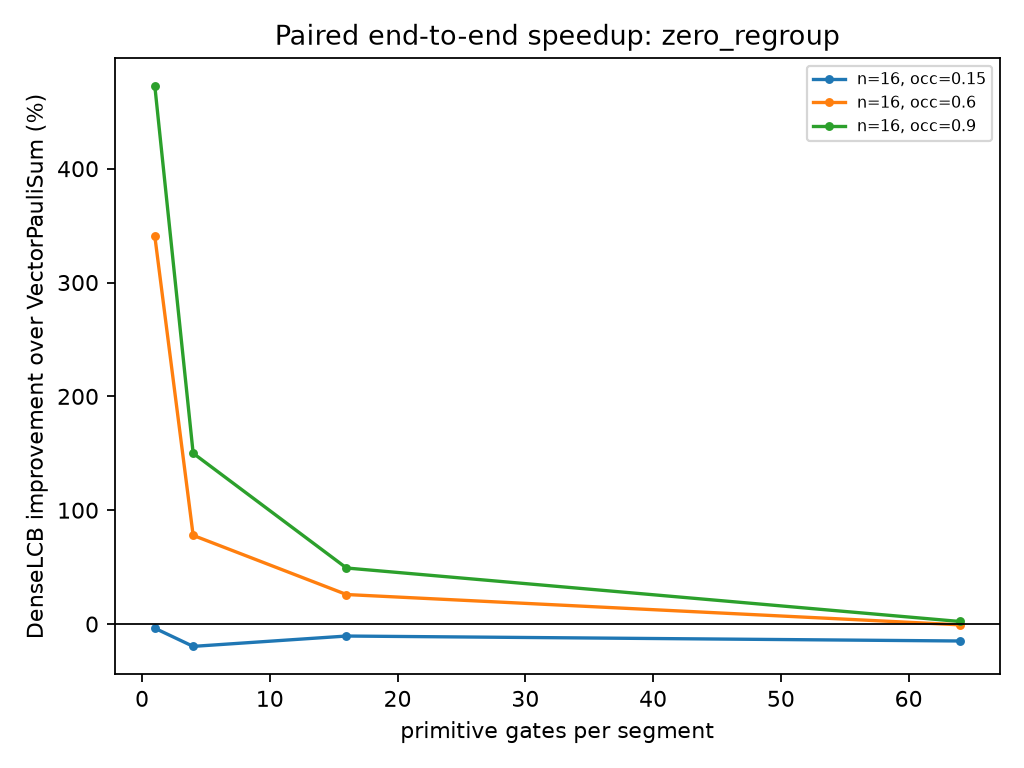 Paired end-to-end speedup: zero_regroup
DenseLCB improvement over VectorPauliSum (%)
400
300
200
100
0
n=16, occ=0.15
n=16, occ=0.6
n=16, occ=0.9
0 10 20 30 40 50 60
primitive gates per segment